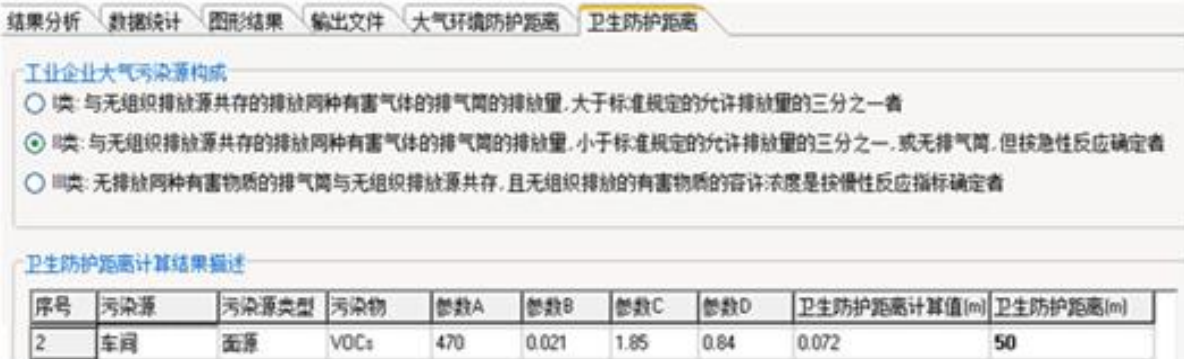 结果分析 数据统计 图形结果 输出文件 大气环境防护距离 卫生防护距离
工业企业大气污染源构成
I类: 与无组织排放源共存的排放同种有害气体的排气筒的排放量,大于标准规定的允许排放量的三分之一者
II类: 与无组织排放源共存的排放同种有害气体的排气筒的排放量,小于标准规定的允许排放量的三分之一,或无排气筒,但按急性反应确定者
III类: 无排放同种有害物质的排气筒与无组织排放源共存,且无组织排放的有害物质的容许浓度是按慢性反应指标确定者
卫生防护距离计算结果描述
序号 污染源 污染源类型 污染物 参数A 参数B 参数C 参数D 卫生防护距离计算值(m) 卫生防护距离(m)
2 车间 面源 VOCs 470 0.021 1.85 0.84 0.072 50